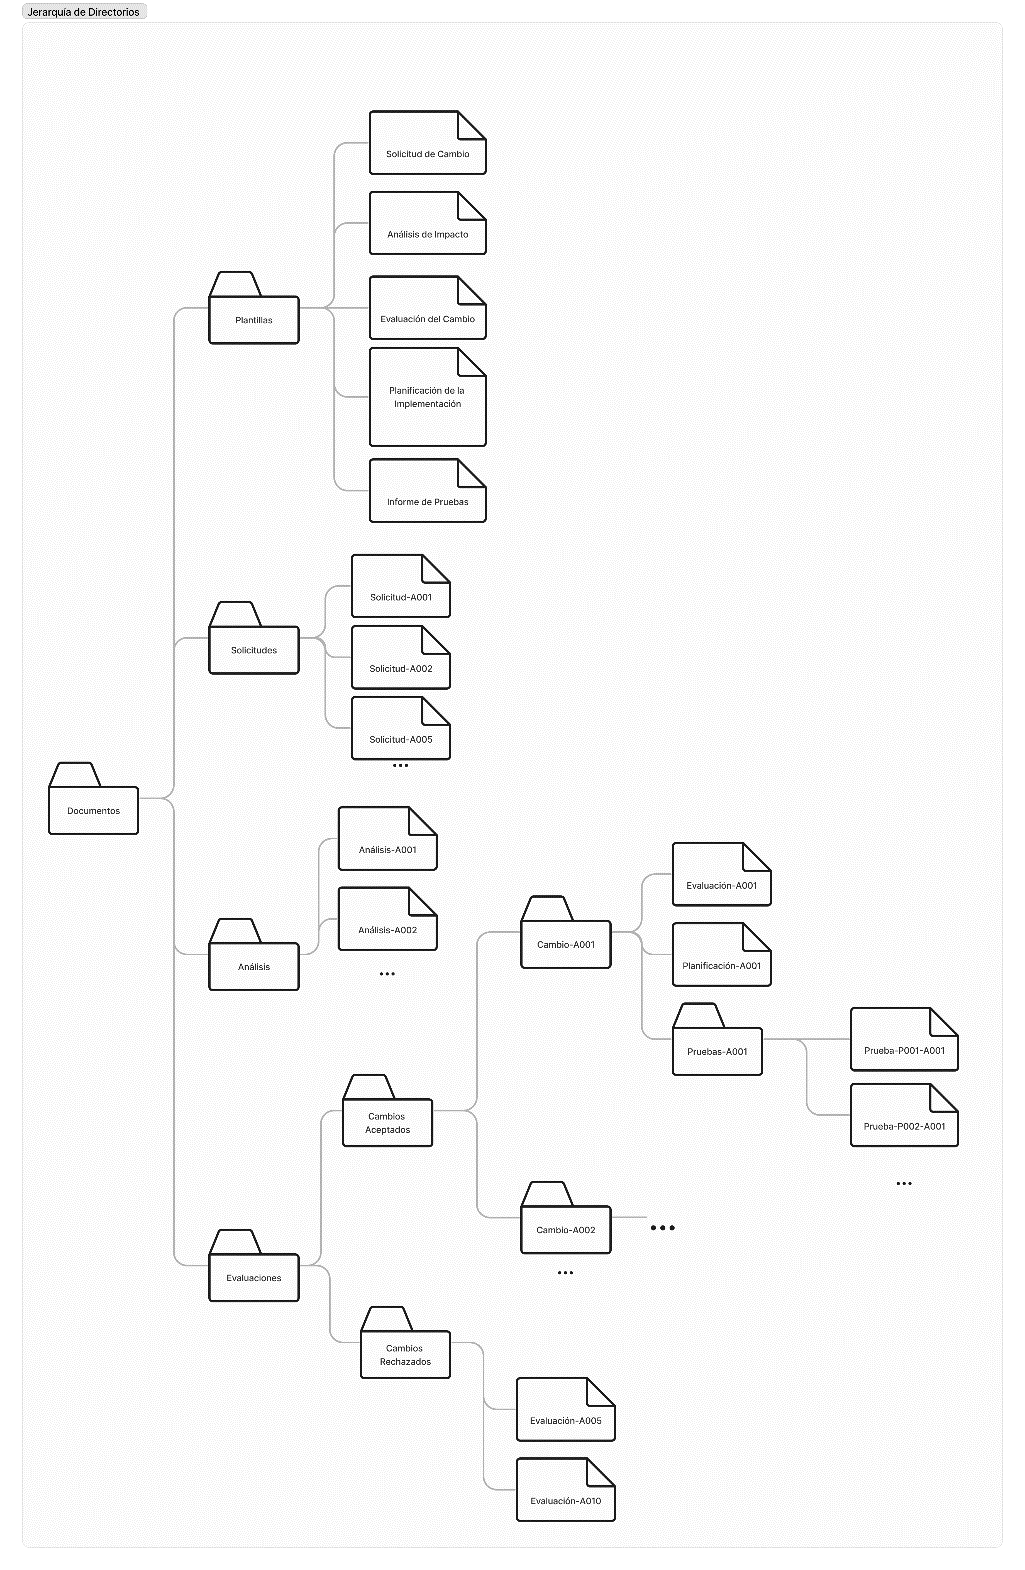 Jerarquía de Directorios
Solicitud de Cambio
Análisis de Impacto
Evaluación del Cambio
Plantillas
Planificación de la
Implementación
Informe de Pruebas
Solicitud-A001
Solicitudes
Solicitud-A002
Solicitud-A005
...
Documentos
Análisis-A001
Análisis-A002
Análisis
...
Evaluación-A001
Cambio-A001
Planificación-A001
Pruebas-A001
Prueba-P001-A001
Prueba-P002-A001
...
Cambios
Aceptados
Cambio-A002
...
...
Evaluaciones
Cambios
Rechazados
Evaluación-A005
Evaluación-A010